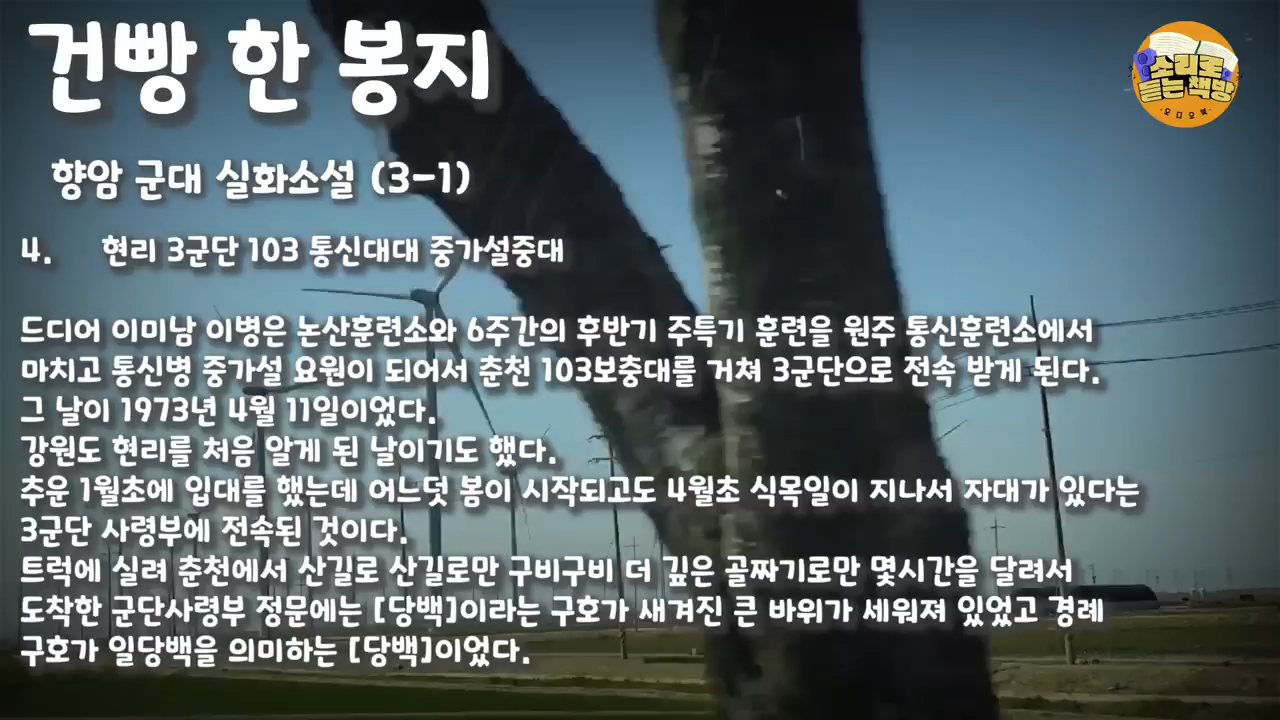 건빵 한 봉지
소리로
듣는 책방
·오디오북·
향암 군대 실화소설 (3-1)
4. 현리 3군단 103 통신대대 중가설중대
드디어 이미남 이병은 논산훈련소와 6주간의 후반기 주특기 훈련을 원주 통신훈련소에서
마치고 통신병 중가설 요원이 되어서 춘천 103보충대를 거쳐 3군단으로 전속 받게 된다.
그 날이 1973년 4월 11일이었다.
강원도 현리를 처음 알게 된 날이기도 했다.
추운 1월초에 입대를 했는데 어느덧 봄이 시작되고도 4월초 식목일이 지나서 자대가 있다는
3군단 사령부에 전속된 것이다.
트럭에 실려 춘천에서 산길로 산길로만 구비구비 더 깊은 골짜기로만 몇시간을 달려서
도착한 군단사령부 정문에는 [당백]이라는 구호가 새겨진 큰 바위가 세워져 있었고 경례
구호가 일당백을 의미하는 [당백]이었다.